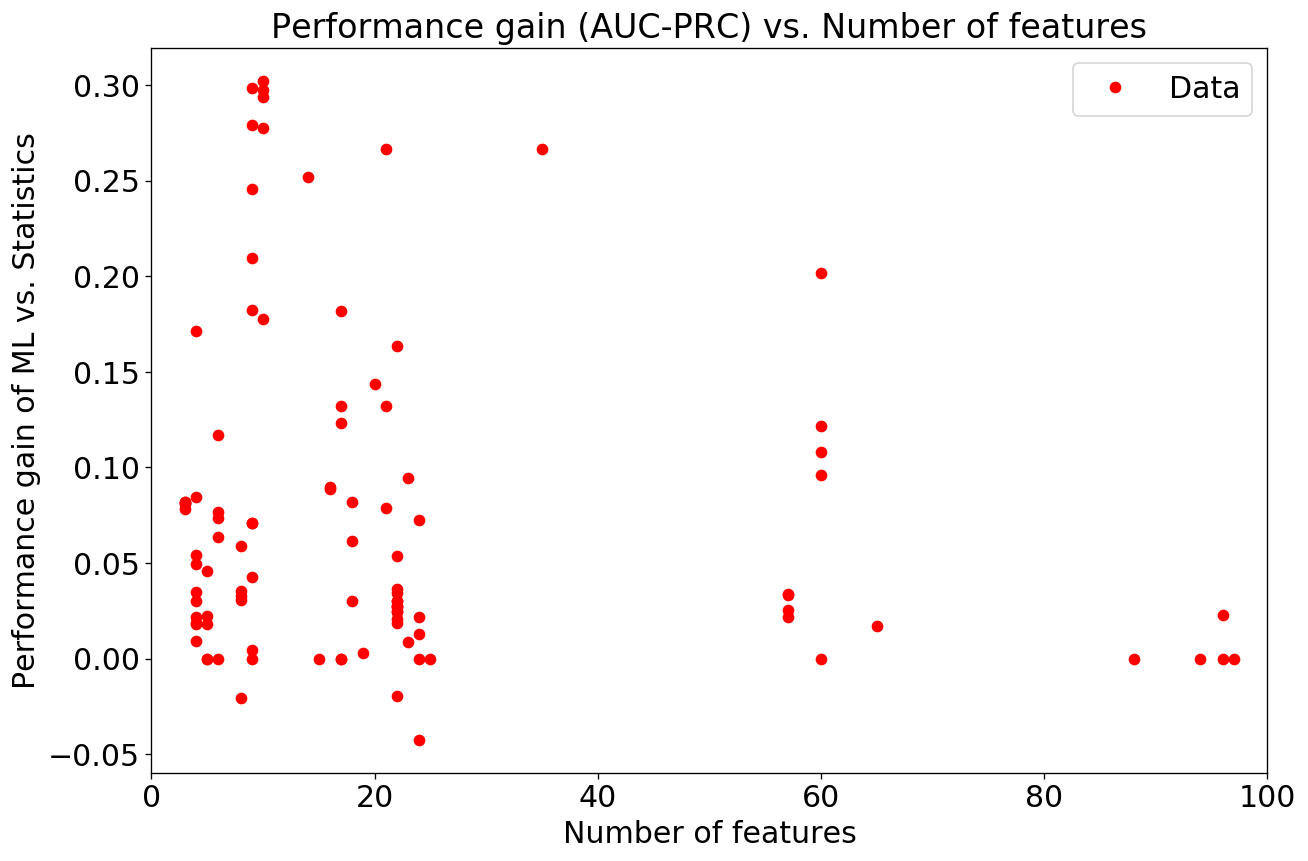 Performance gain (AUC-PRC) vs. Number of features
Data
Performance gain of ML vs. Statistics
0.30
0.25
0.20
0.15
0.10
0.05
0.00
−0.05
0 20 40 60 80 100
Number of features